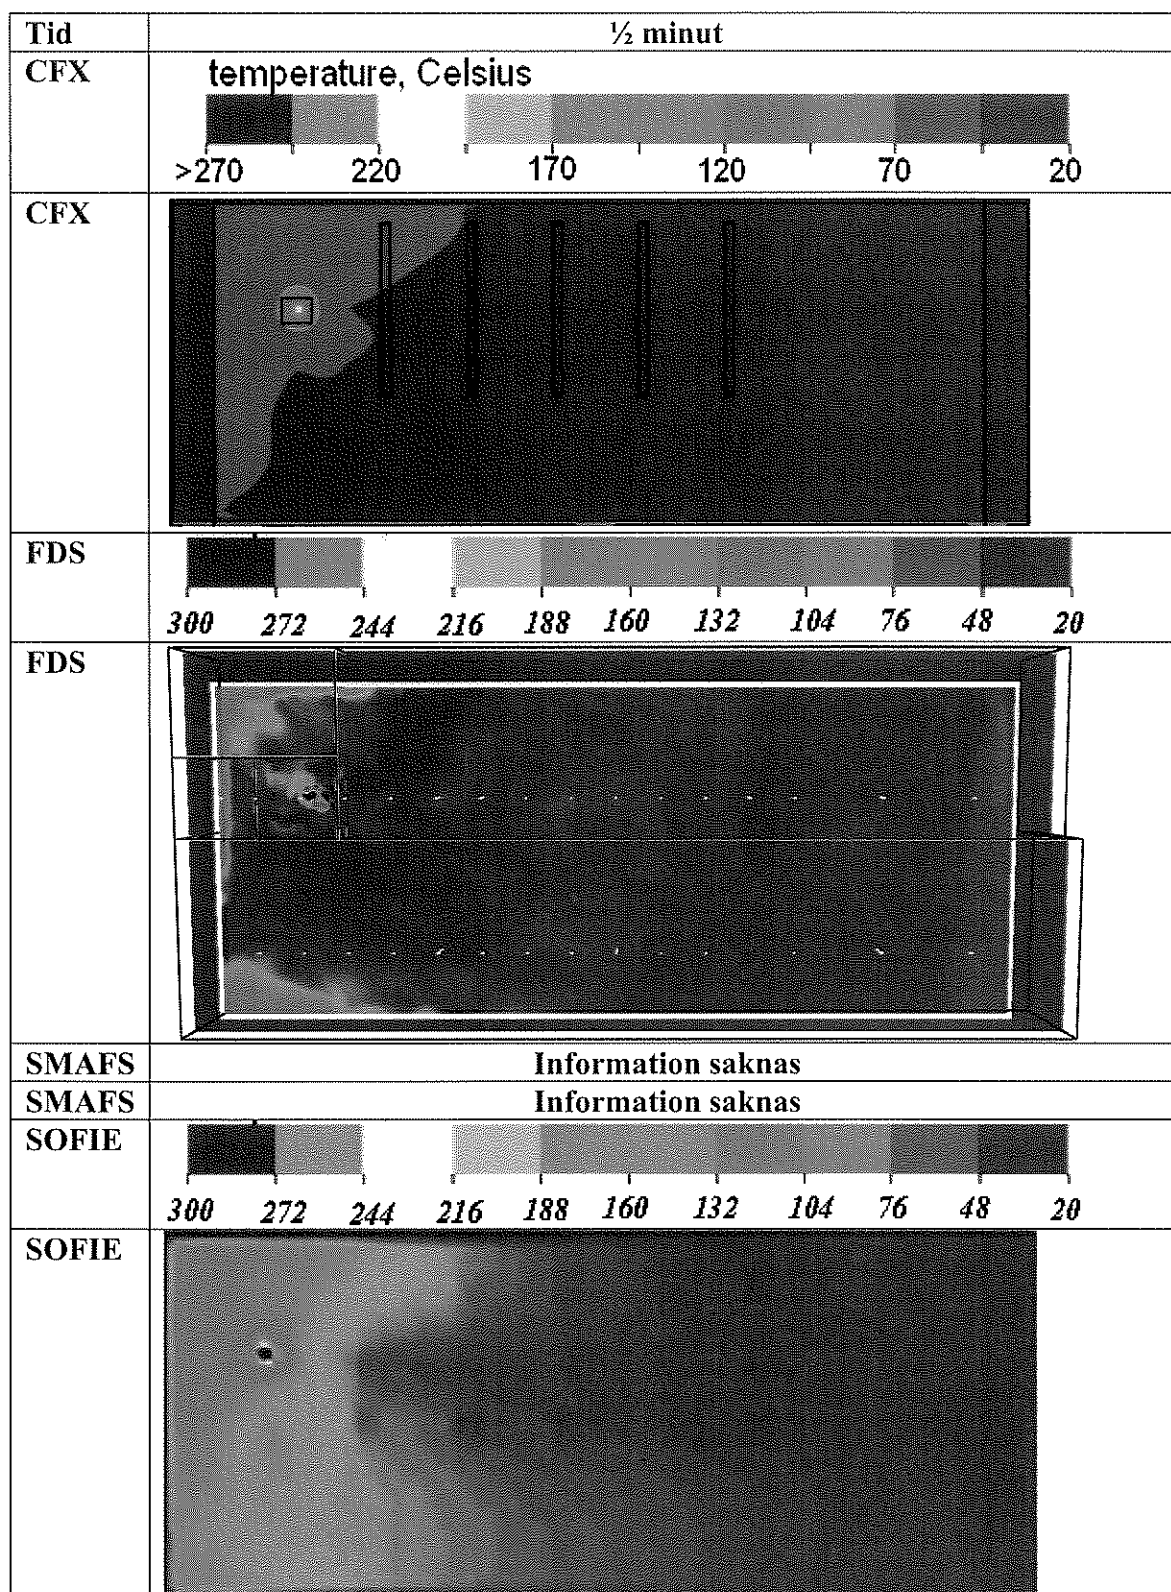 Tid ½ minut
CFX temperature, Celsius
>270 220 170 120 70 20
CFX
FDS
300 272 244 216 188 160 132 104 76 48 20
FDS
SMAFS Information saknas
SMAFS Information saknas
SOFIE
300 272 244 216 188 160 132 104 76 48 20
SOFIE